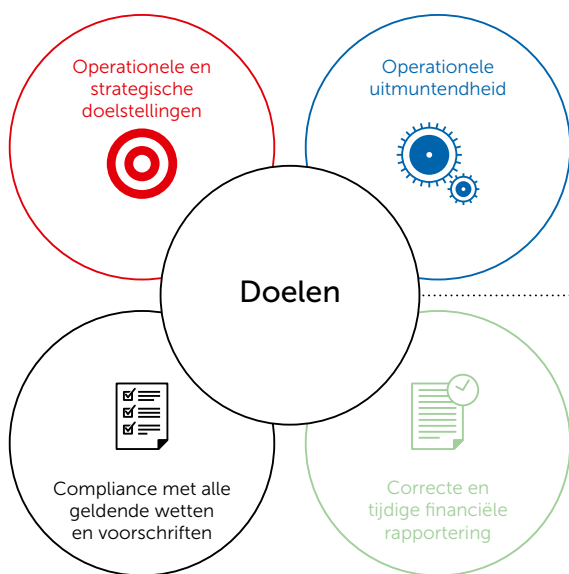 Operationele en
strategische
doelstellingen
Operationele
uitmuntendheid
Doelen
Compliance met alle
geldende wetten
en voorschriften
Correcte en
tijdige financiële
rapportering